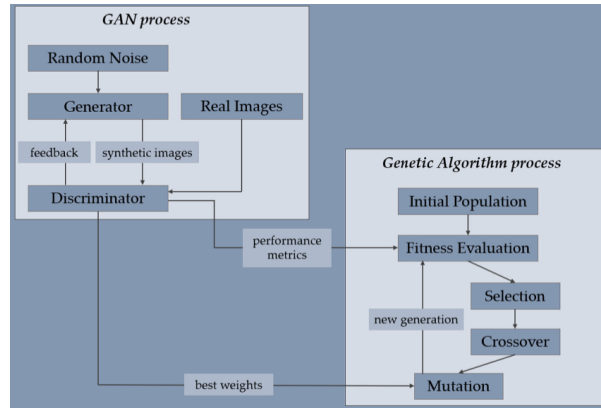 GAN process
Random Noise
Generator
Real Images
feedback
synthetic images
Discriminator
Genetic Algorithm process
Initial Population
performance
metrics
Fitness Evaluation
Selection
new generation
Crossover
best weights
Mutation